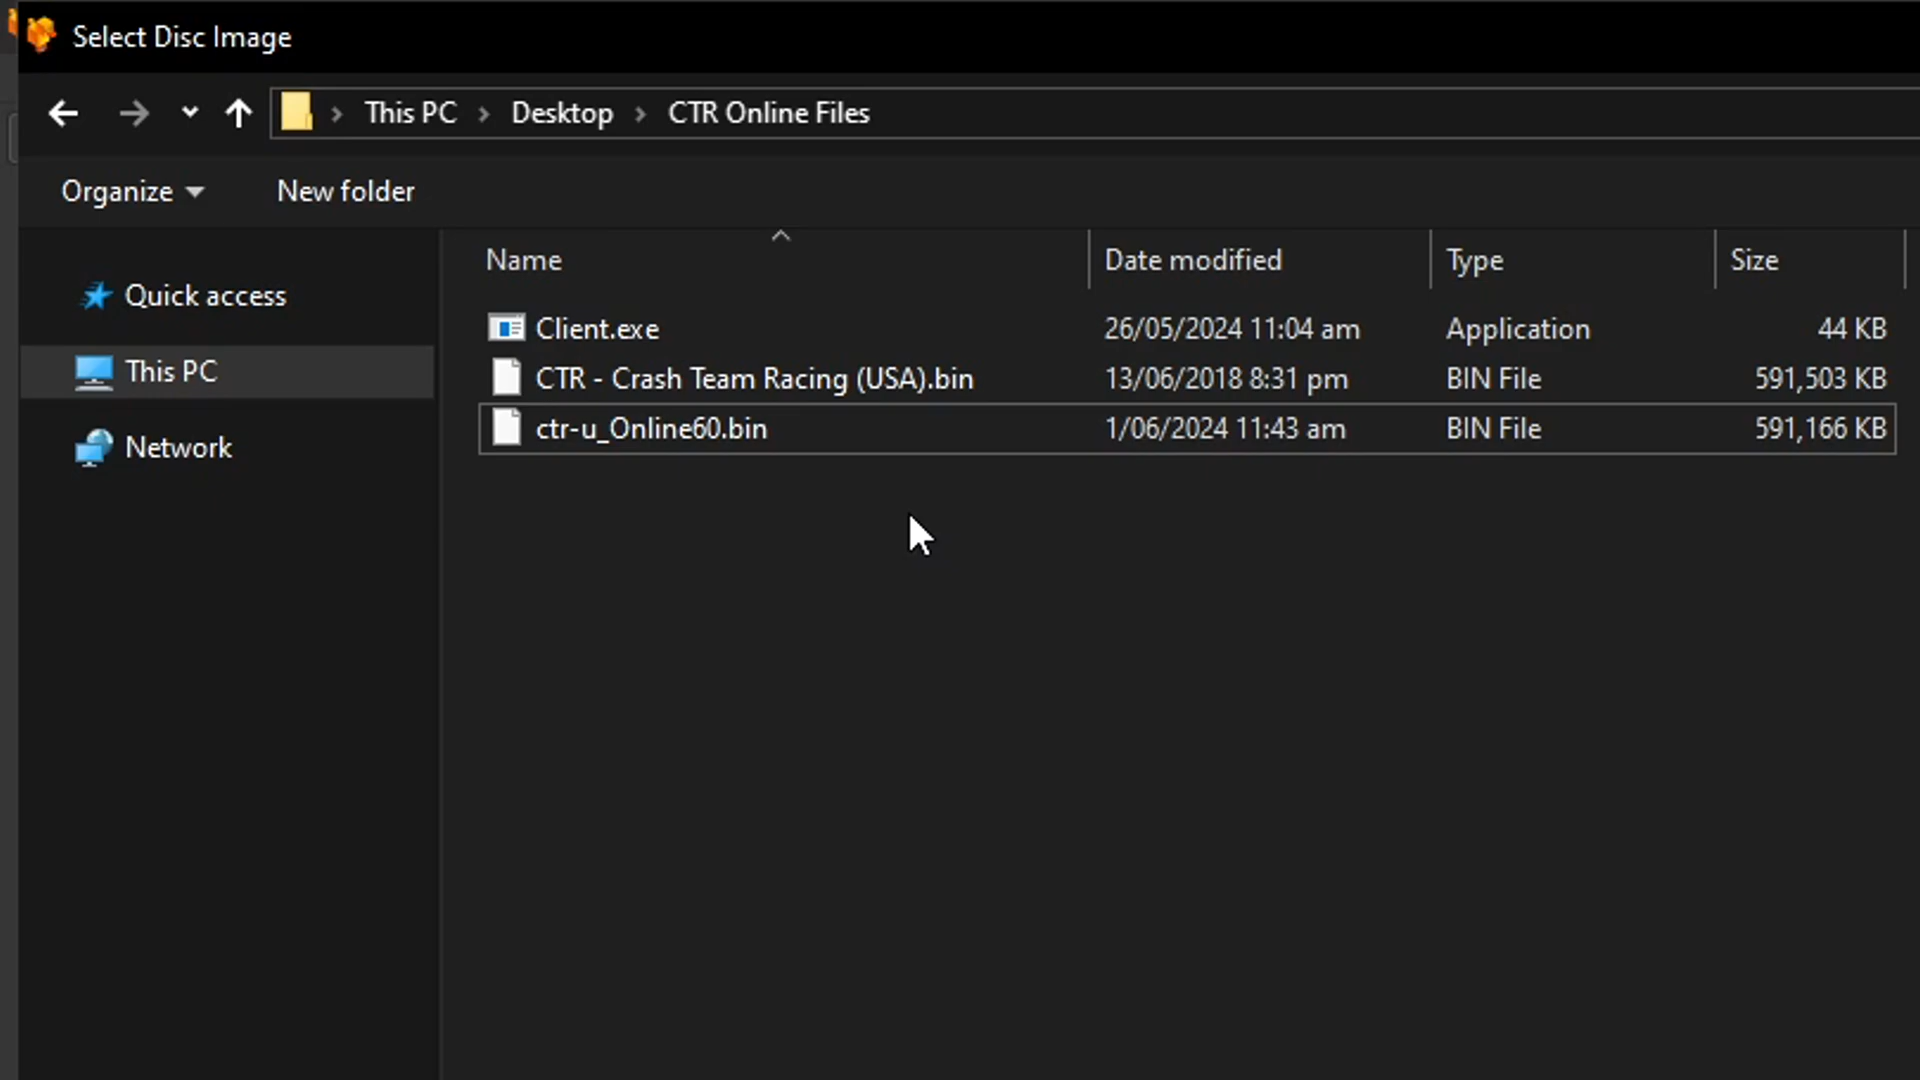 Select Disc Image
This PC > Desktop > CTR Online Files
Organize New folder
Quick access
This PC
Network
Name Date modified Type Size
Client.exe 26/05/2024 11:04 am Application 44 KB
CTR - Crash Team Racing (USA).bin 13/06/2018 8:31 pm BIN File 591,503 KB
ctr-u_Online60.bin 1/06/2024 11:43 am BIN File 591,166 KB